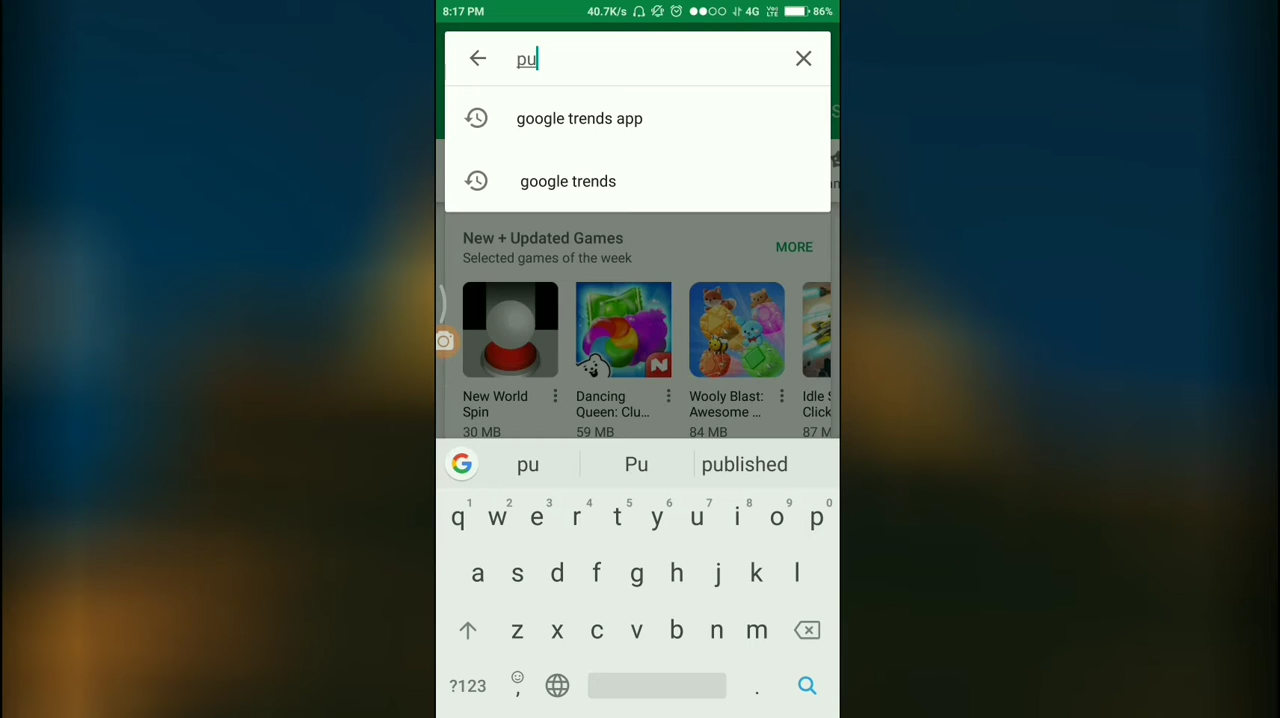 8:17 PM 40.7K/s 4G VoLTE 86%
pu
google trends app
google trends
New + Updated Games
MORE
Selected games of the week
New World Spin
Dancing Queen: Clu...
Wooly Blast: Awesome ...
Idle S
Click
30 MB
59 MB
84 MB
87 M
pu Pu published
1 2 3 4 5 6 7 8 9 0
q w e r t y u i o p
a s d f g h j k l
z x c v b n m
?123 , .